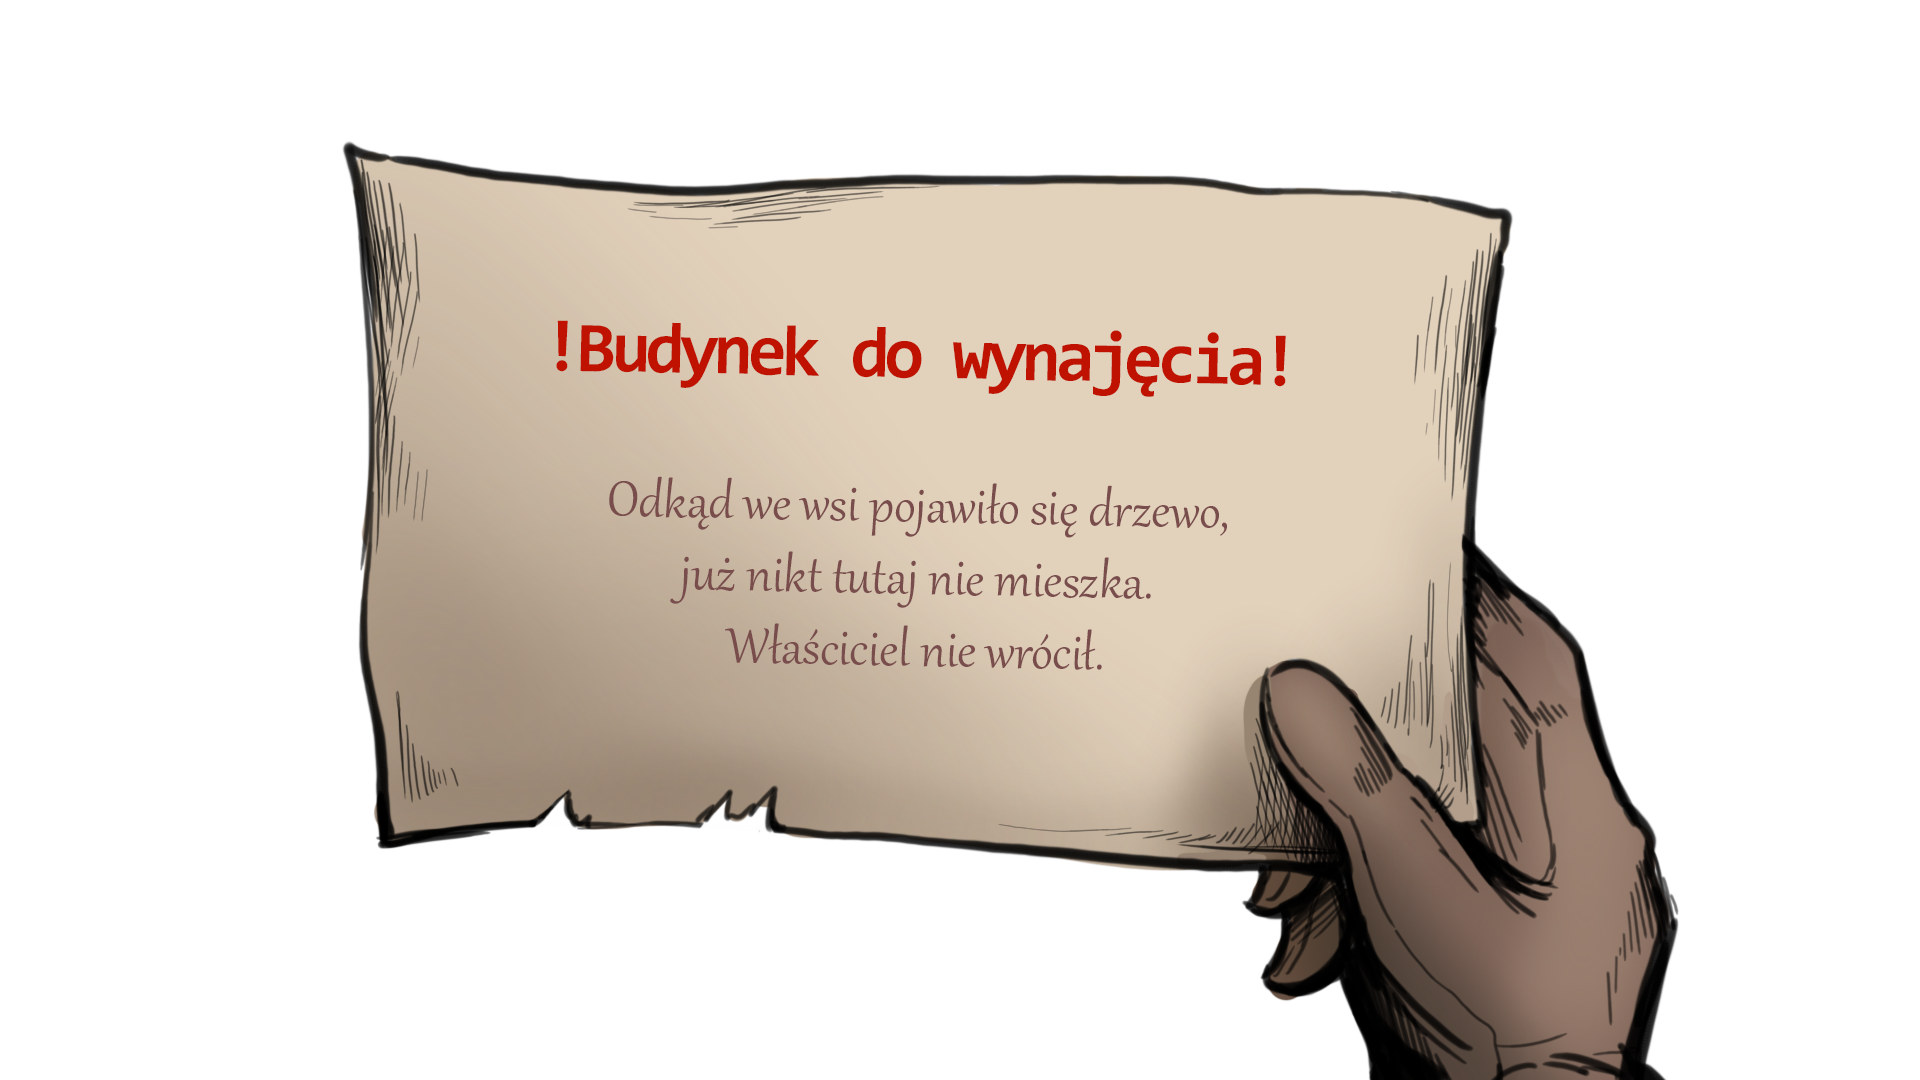 !Budynek do wynajęcia!
Odkąd we wsi pojawiło się drzewo,
już nikt tutaj nie mieszka.
Właściciel nie wrócił.